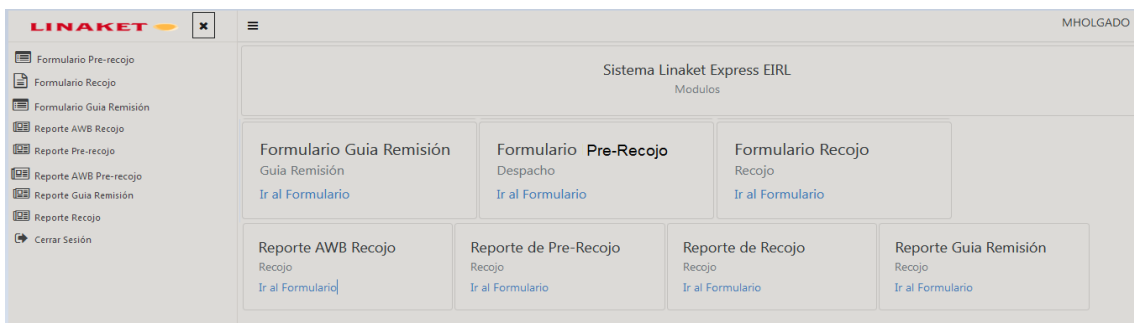 LINAKET
MHOLGADO
Formulario Pre-recojo
Formulario Recojo
Formulario Guia Remisión
Reporte AWB Recojo
Reporte Pre-recojo
Reporte AWB Pre-recojo
Reporte Guia Remisión
Reporte Recojo
Cerrar Sesión
Sistema Linaket Express EIRL
Modulos
Formulario Guia Remisión
Guia Remisión
Ir al Formulario
Formulario Pre-Recojo
Despacho
Ir al Formulario
Formulario Recojo
Recojo
Ir al Formulario
Reporte AWB Recojo
Recojo
Ir al Formulario
Reporte de Pre-Recojo
Recojo
Ir al Formulario
Reporte de Recojo
Recojo
Ir al Formulario
Reporte Guia Remisión
Recojo
Ir al Formulario